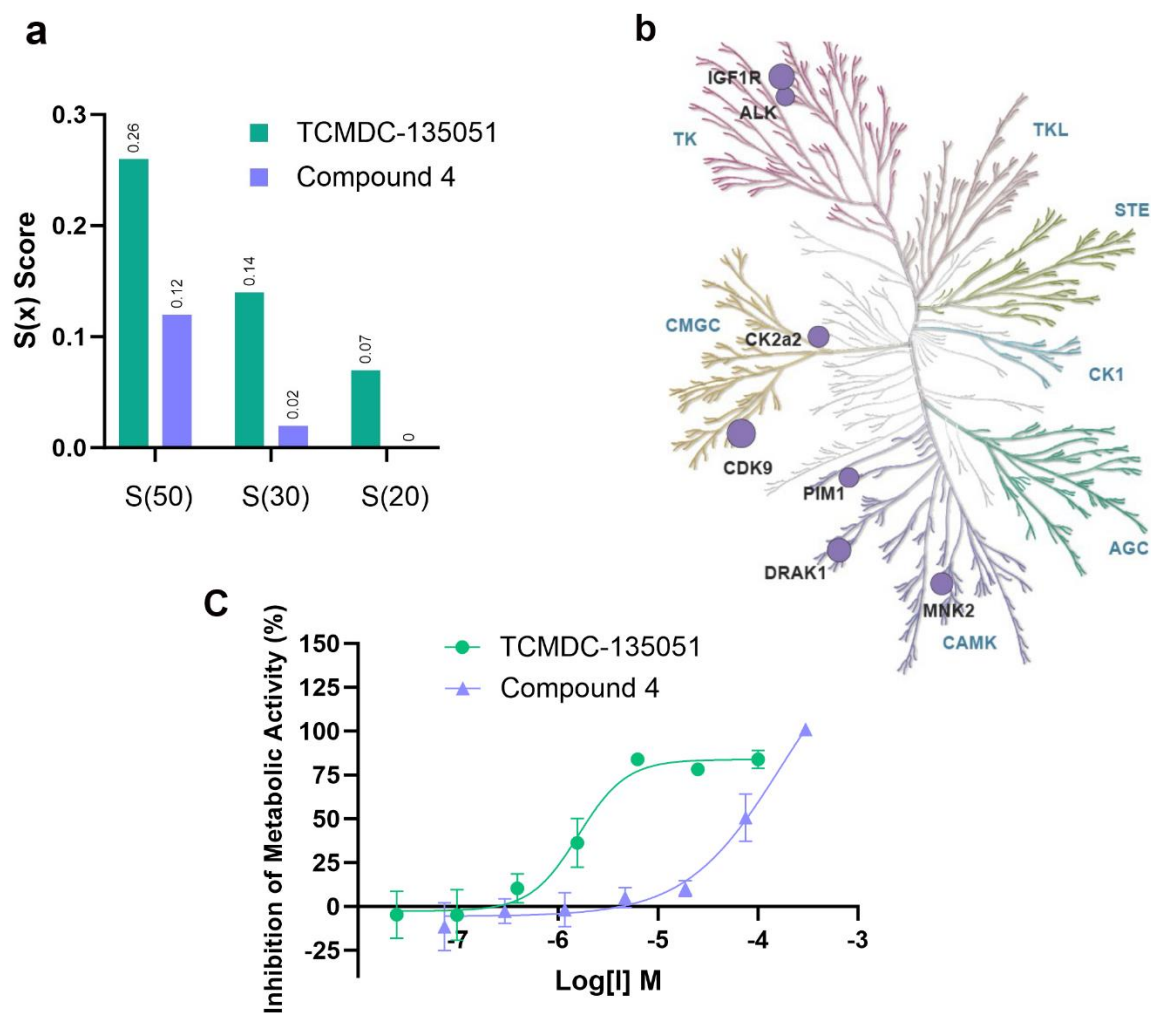 a
0.3
0.2
0.1
0.0
S(x) Score
0.26
0.12
0.14
0.02
0.07
0
TCMDC-135051
Compound 4
S(50)
S(30)
S(20)
b
IGF1R
ALK
TK
TKL
STE
CMGC
CK2a2
CK1
CDK9
PIM1
DRAK1
AGC
MNK2
CAMK
C
150
125
100
75
50
25
0
-25
Inhibition of Metabolic Activity (%)
TCMDC-135051
Compound 4
-7
-6
-5
-4
-3
Log[I] M